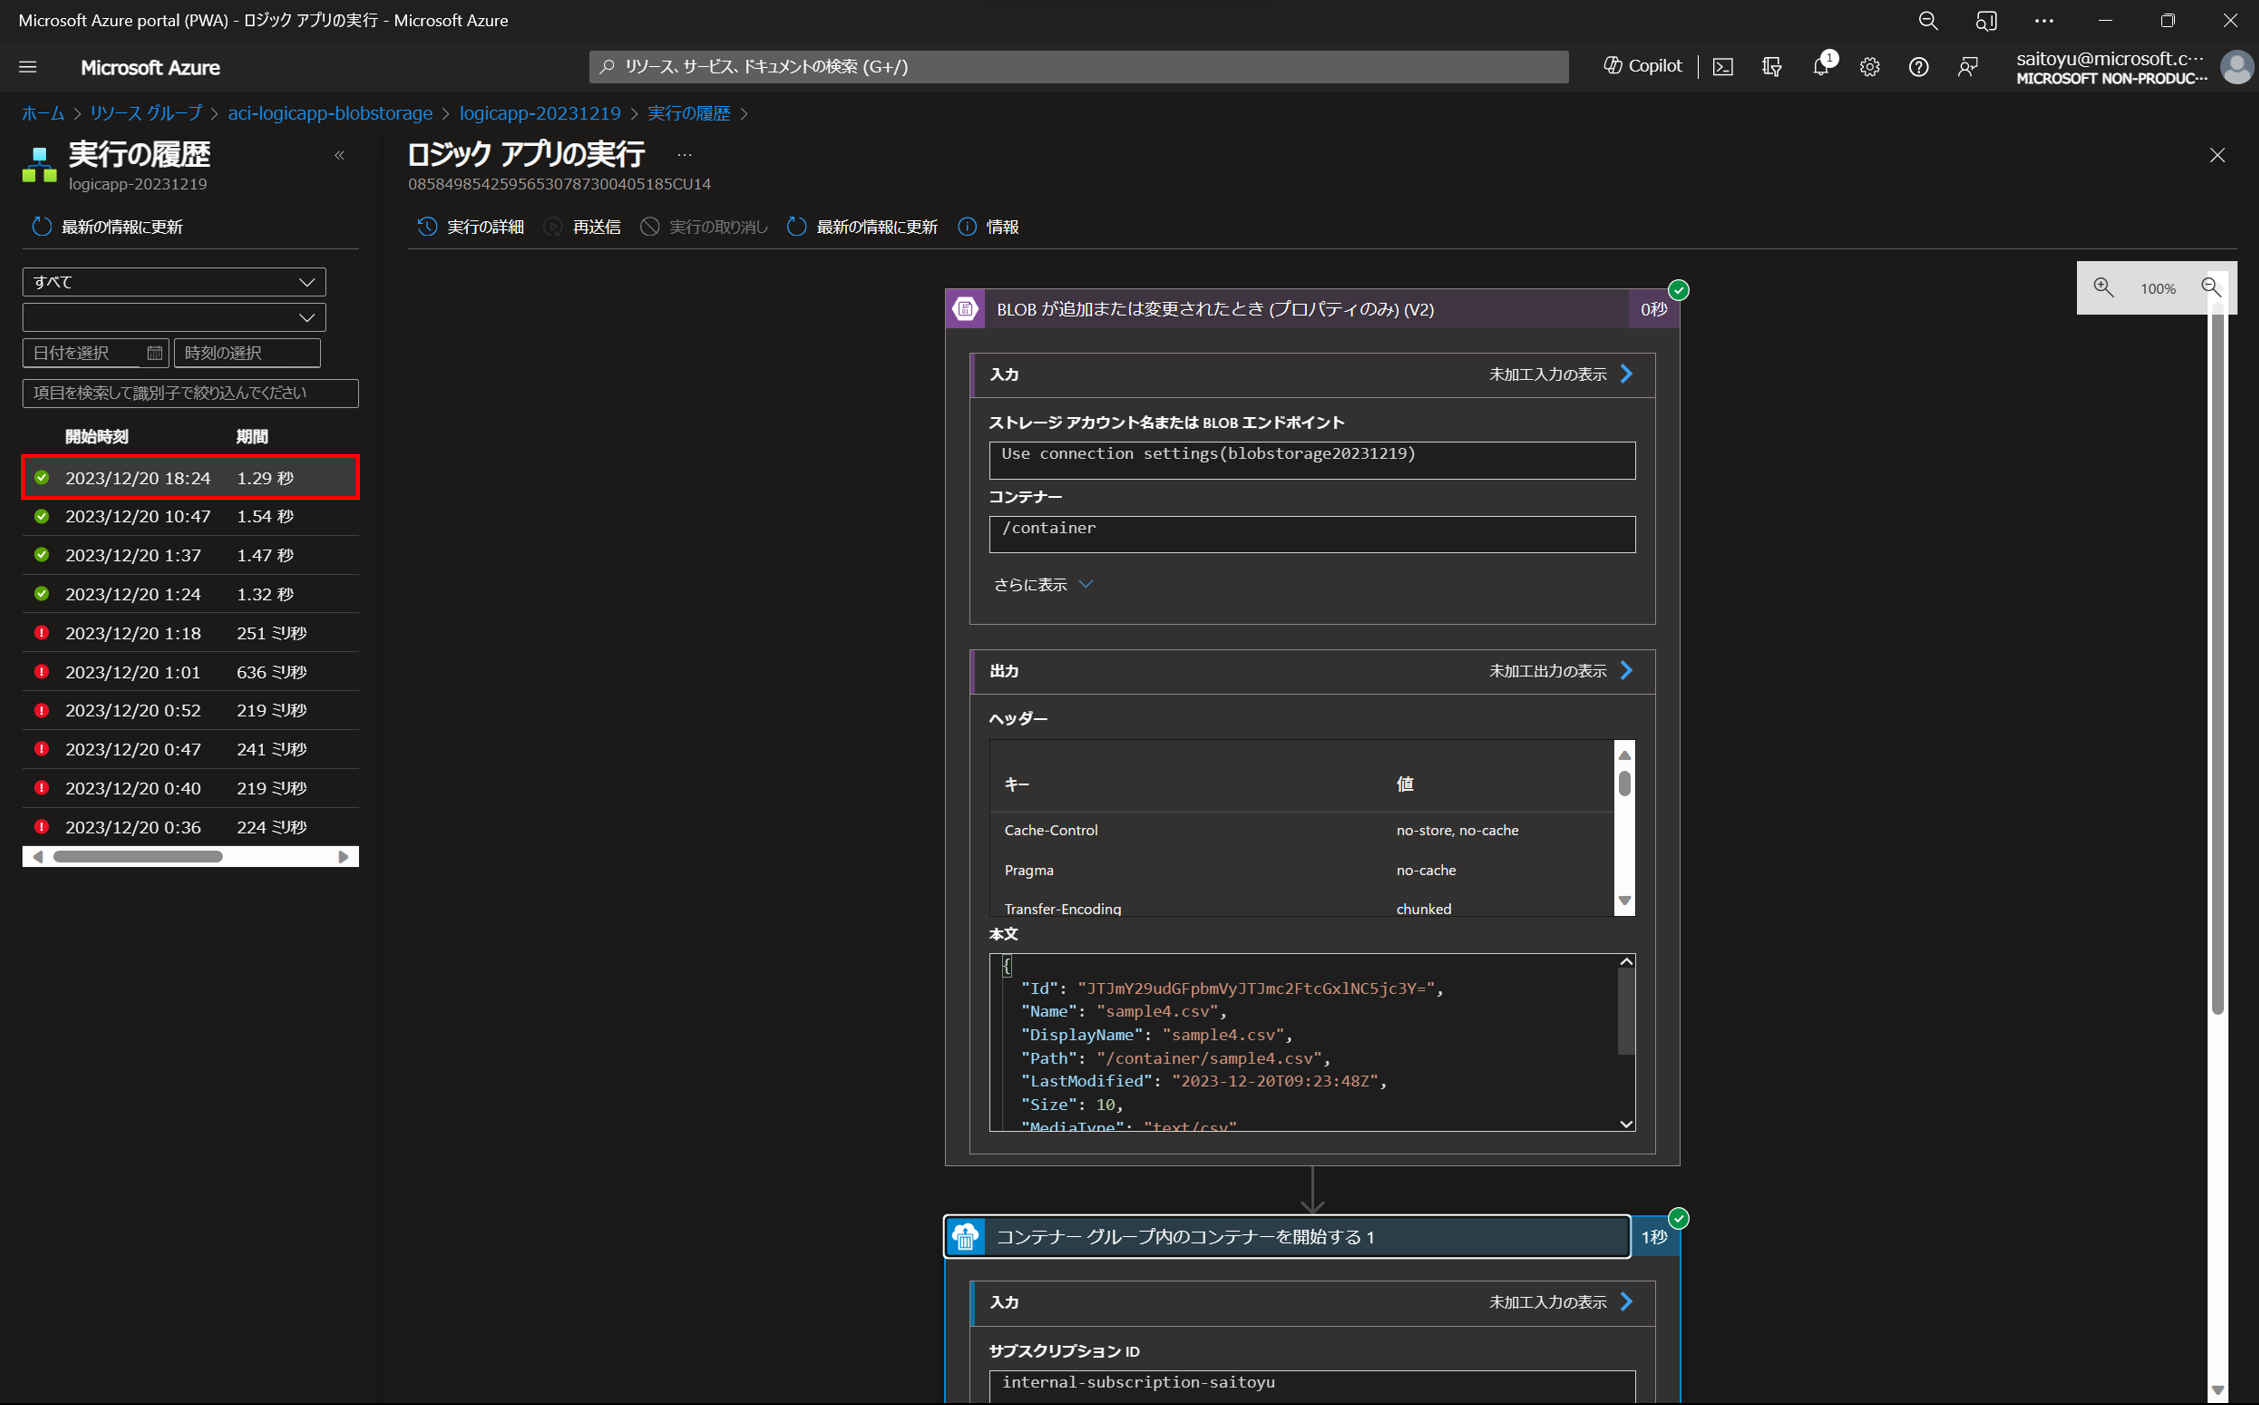 Microsoft Azure portal (PWA) - ロジック アプリの実行 - Microsoft Azure
Microsoft Azure
リソース、サービス、ドキュメントの検索 (G+/)
Copilot
1
saitoyu@microsoft.c...
MICROSOFT NON-PRODUC...
ホーム > リソース グループ > aci-logicapp-blobstorage > logicapp-20231219 > 実行の履歴 >
実行の履歴
logicapp-20231219
ロジック アプリの実行
...
08584985425956530787300405185CU14
最新の情報に更新
実行の詳細
再送信
実行の取り消し
最新の情報に更新
情報
すべて
日付を選択
時刻の選択
項目を検索して識別子で絞り込んでください
開始時刻 期間
2023/12/20 18:24 1.29 秒
2023/12/20 10:47 1.54 秒
2023/12/20 1:37 1.47 秒
2023/12/20 1:24 1.32 秒
2023/12/20 1:18 251 ミリ秒
2023/12/20 1:01 636 ミリ秒
2023/12/20 0:52 219 ミリ秒
2023/12/20 0:47 241 ミリ秒
2023/12/20 0:40 219 ミリ秒
2023/12/20 0:36 224 ミリ秒
100%
BLOB が追加または変更されたとき (プロパティのみ) (V2)
0秒
入力
未加工入力の表示
ストレージ アカウント名または BLOB エンドポイント
Use connection settings(blobstorage20231219)
コンテナー
/container
さらに表示
出力
未加工出力の表示
ヘッダー
キー 値
Cache-Control no-store, no-cache
Pragma no-cache
Transfer-Encoding chunked
本文
{
"Id": "JTJmY29udGFpbmVyJTJmc2FtcGxlNC5jc3Y=",
"Name": "sample4.csv",
"DisplayName": "sample4.csv",
"Path": "/container/sample4.csv",
"LastModified": "2023-12-20T09:23:48Z",
"Size": 10,
"MediaType": "text/csv"
コンテナー グループ内のコンテナーを開始する 1
1秒
入力
未加工入力の表示
サブスクリプション ID
internal-subscription-saitoyu